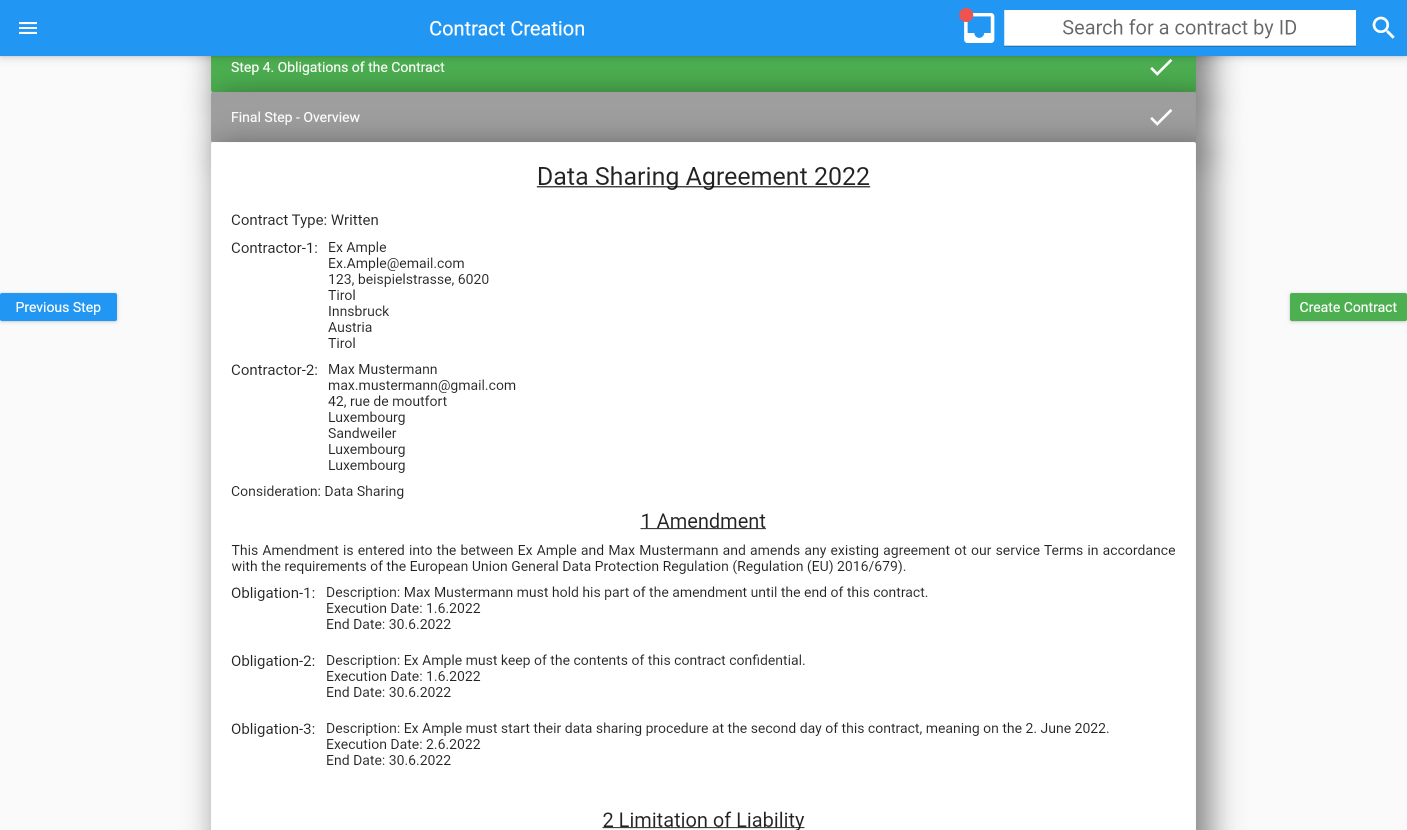 Contract Creation
Search for a contract by ID
Step 4. Obligations of the Contract
Final Step - Overview
Data Sharing Agreement 2022
Contract Type: Written
Contractor-1: Ex Ample
Ex.Ample@email.com
123, beispielstrasse, 6020
Tirol
Innsbruck
Austria
Tirol
Previous Step
Create Contract
Contractor-2: Max Mustermann
max.mustermann@gmail.com
42, rue de moutfort
Luxembourg
Sandweiler
Luxembourg
Luxembourg
Consideration: Data Sharing
1 Amendment
This Amendment is entered into the between Ex Ample and Max Mustermann and amends any existing agreement ot our service Terms in accordance
with the requirements of the European Union General Data Protection Regulation (Regulation (EU) 2016/679).
Obligation-1: Description: Max Mustermann must hold his part of the amendment until the end of this contract.
Execution Date: 1.6.2022
End Date: 30.6.2022
Obligation-2: Description: Ex Ample must keep of the contents of this contract confidential.
Execution Date: 1.6.2022
End Date: 30.6.2022
Obligation-3: Description: Ex Ample must start their data sharing procedure at the second day of this contract, meaning on the 2. June 2022.
Execution Date: 2.6.2022
End Date: 30.6.2022
2 Limitation of Liability